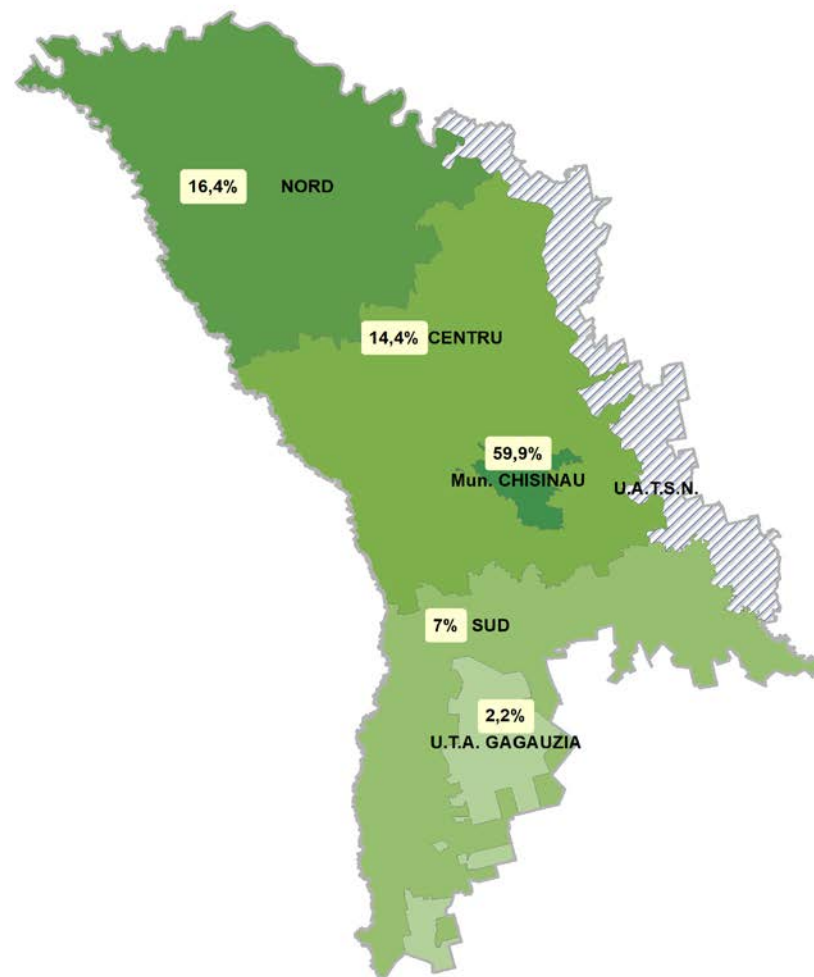 16,4% NORD
14,4% CENTRU
59,9%
Mun. CHISINAU
U.A.T.S.N.
7% SUD
2,2%
U.T.A. GAGAUZIA